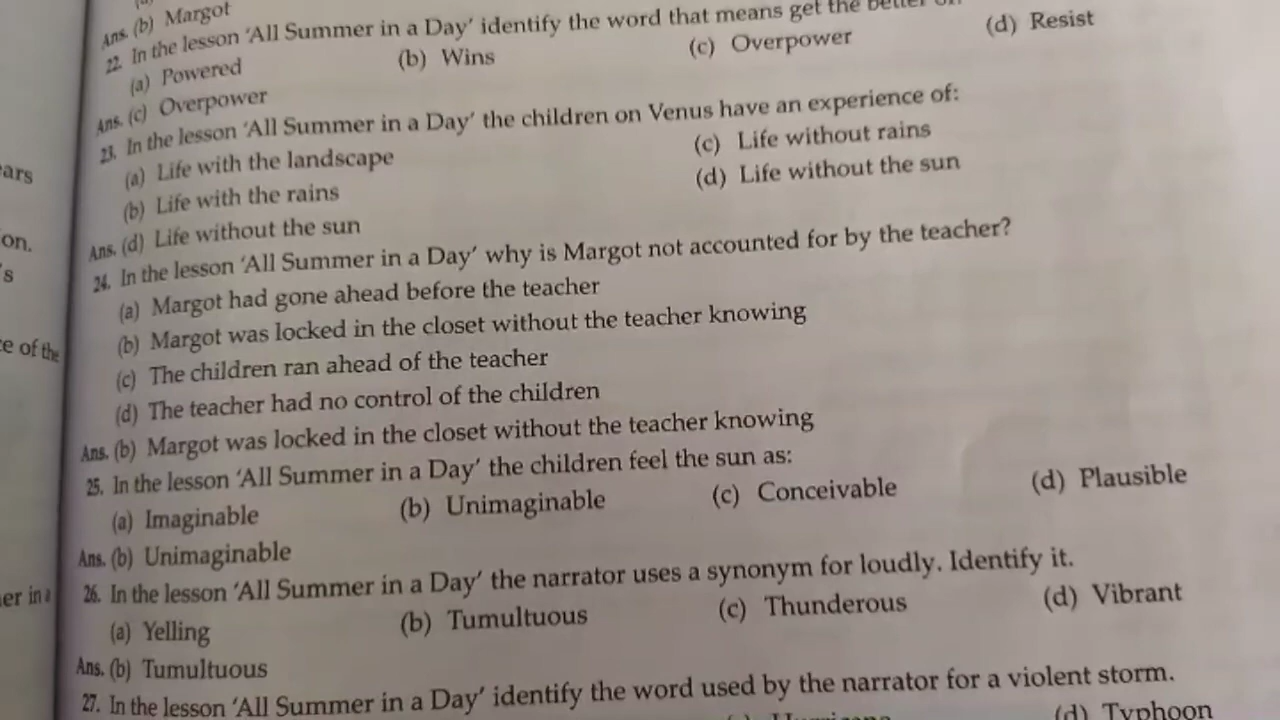 Ans. (b) Margot
22. In the lesson 'All Summer in a Day' identify the word that means get the better
(a) Powered (b) Wins (c) Overpower (d) Resist
Ans. (c) Overpower
23. In the lesson 'All Summer in a Day' the children on Venus have an experience of:
(a) Life with the landscape (c) Life without rains
(b) Life with the rains (d) Life without the sun
Ans. (d) Life without the sun
24. In the lesson 'All Summer in a Day' why is Margot not accounted for by the teacher?
(a) Margot had gone ahead before the teacher
(b) Margot was locked in the closet without the teacher knowing
(c) The children ran ahead of the teacher
(d) The teacher had no control of the children
Ans. (b) Margot was locked in the closet without the teacher knowing
25. In the lesson 'All Summer in a Day' the children feel the sun as:
(a) Imaginable (b) Unimaginable (c) Conceivable (d) Plausible
Ans. (b) Unimaginable
26. In the lesson 'All Summer in a Day' the narrator uses a synonym for loudly. Identify it.
(a) Yelling (b) Tumultuous (c) Thunderous (d) Vibrant
Ans. (b) Tumultuous
27. In the lesson 'All Summer in a Day' identify the word used by the narrator for a violent storm.
(d) Typhoon
ears
on.
's
of the
er in a